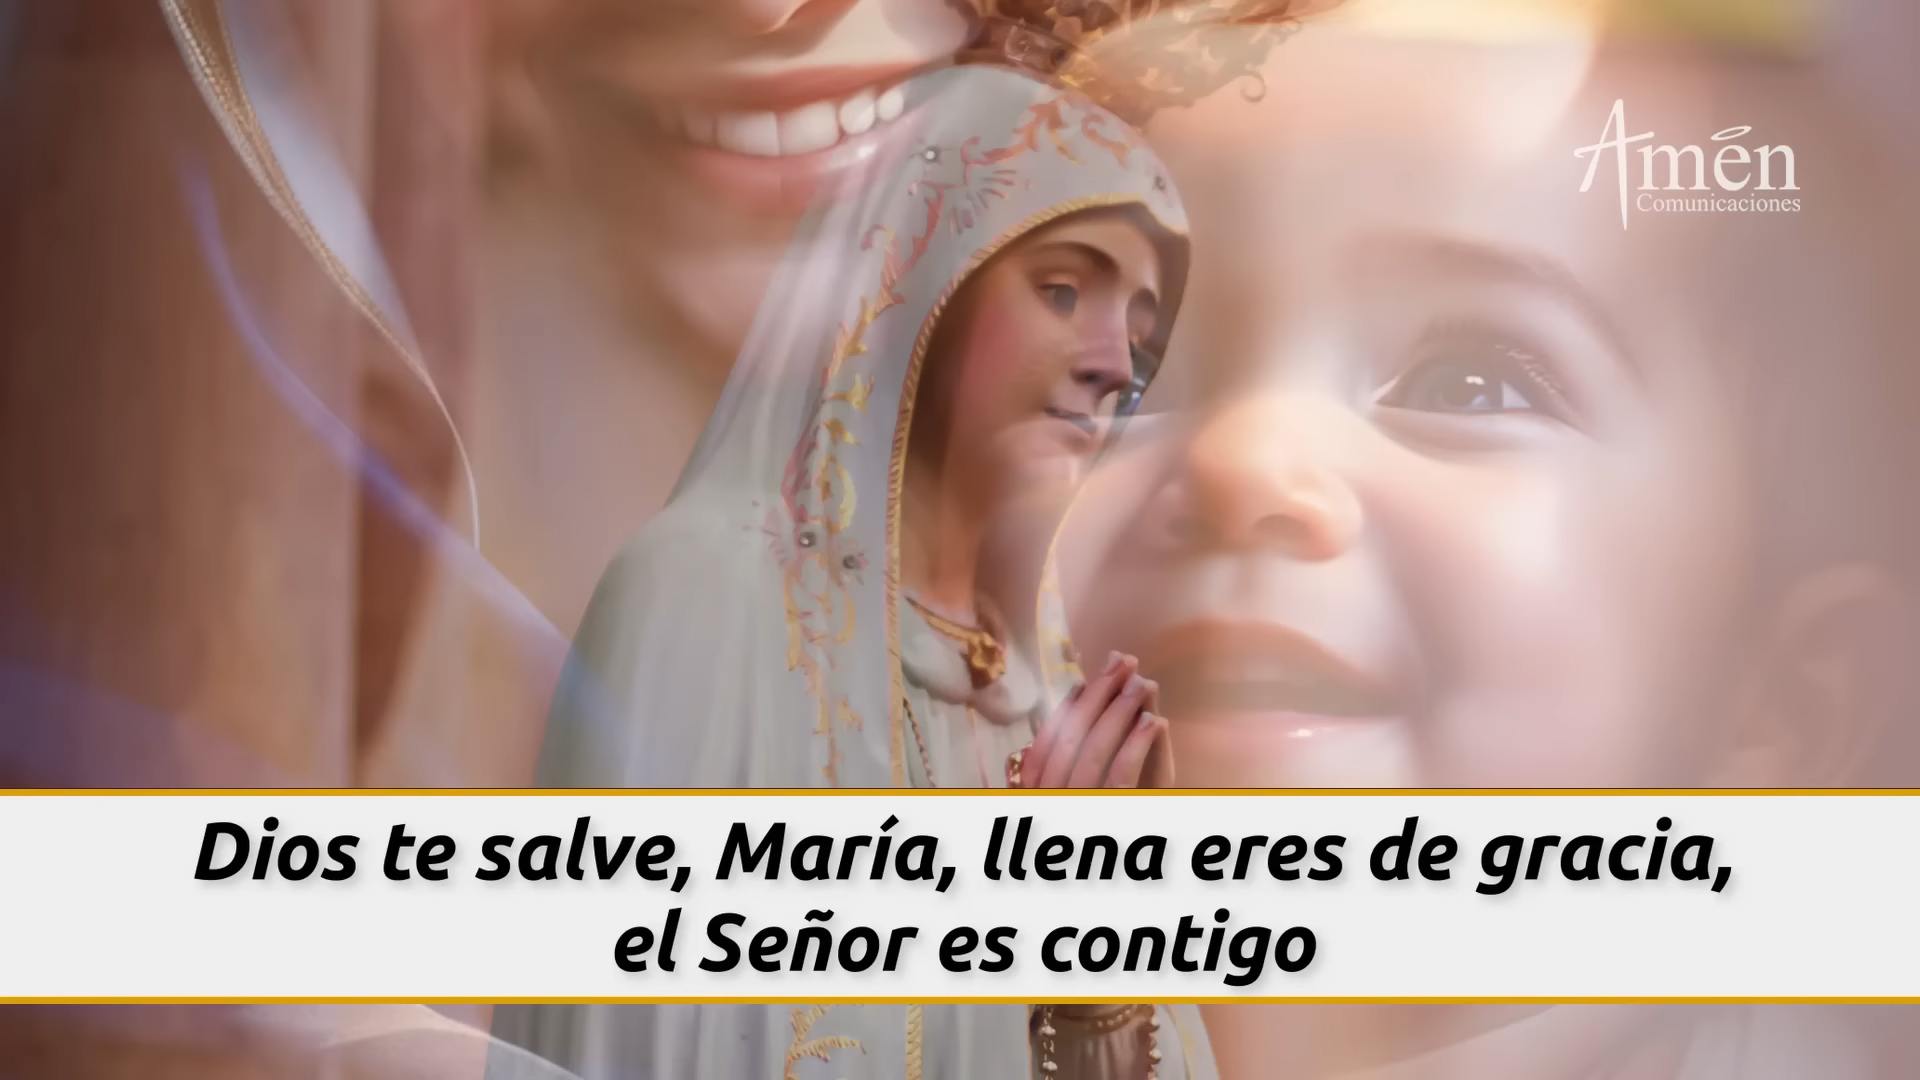 Amén
Comunicaciones
Dios te salve, María, llena eres de gracia,
el Señor es contigo